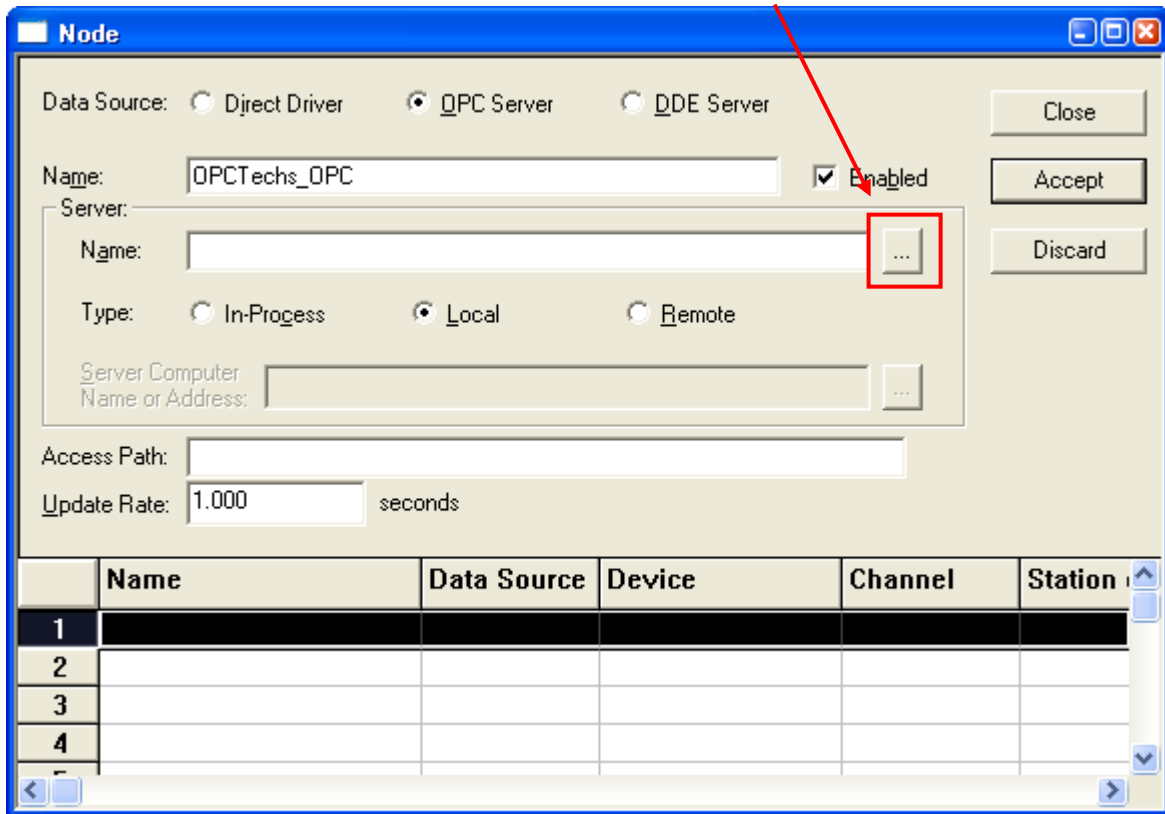 Node
Data Source: Direct Driver OPC Server DDE Server
Close
Name: OPCTechs_OPC Enabled
Accept
Server:
Name: ...
Discard
Type: In-Process Local Remote
Server Computer
Name or Address: ...
Access Path:
Update Rate: 1.000 seconds
Name Data Source Device Channel Station
1
2
3
4